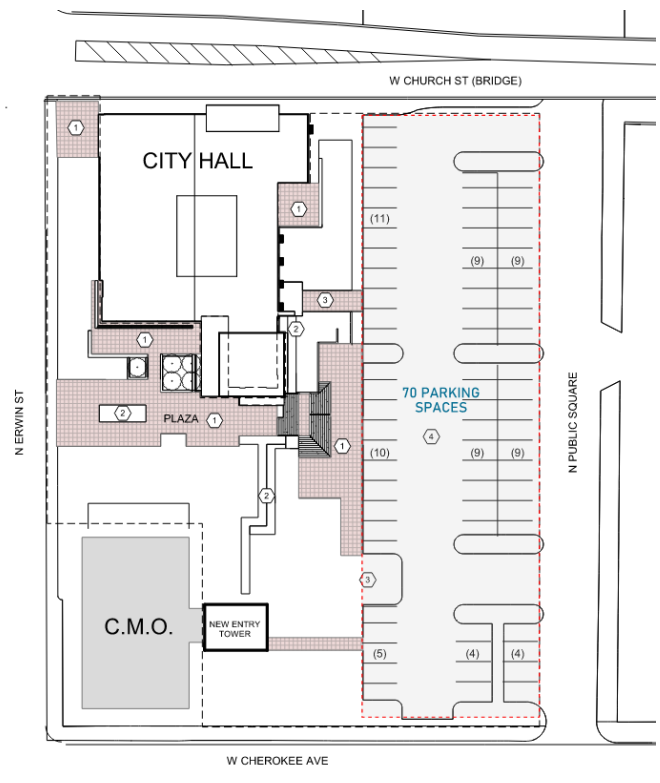 W CHURCH ST (BRIDGE)
1
CITY HALL
1
(11)
(9)
(9)
3
2
1
N ERWIN ST
2
PLAZA
1
70 PARKING
SPACES
4
1
(10)
(9)
(9)
N PUBLIC SQUARE
2
3
C.M.O.
NEW ENTRY
TOWER
(5)
(4)
(4)
W CHEROKEE AVE